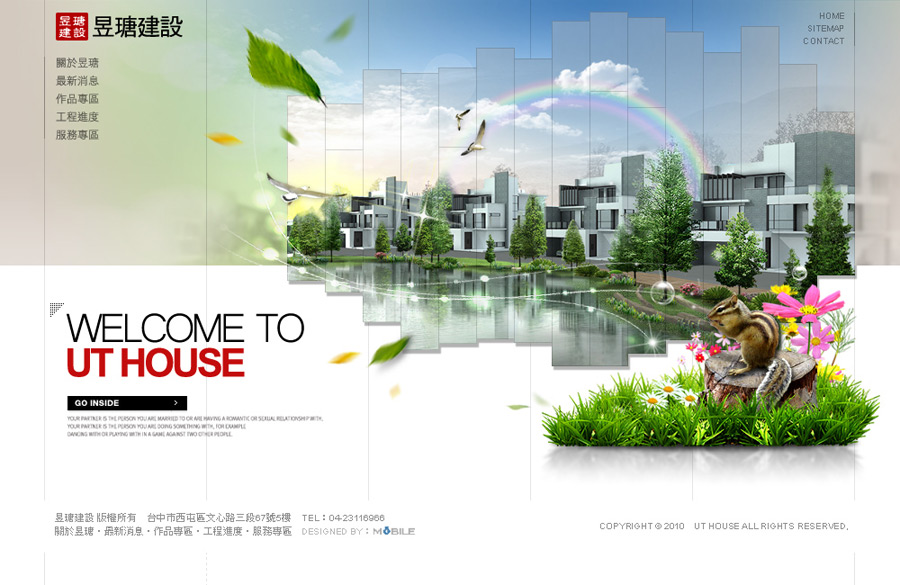 昱瑭建設 昱瑭建設
HOME
SITEMAP
CONTACT
關於昱瑭
最新消息
作品專區
工程進度
服務專區
WELCOME TO
UT HOUSE
GO INSIDE >
YOUR PARTNER IS THE PERSON YOU ARE MARRIED TO OR ARE HAVING A ROMANTIC OR SEXUAL RELATIONSHIP WITH.
YOUR PARTNER IS THE PERSON YOU ARE DOING SOMETHING WITH, FOR EXAMPLE
DANCING WITH OR PLAYING WITH IN A GAME AGAINST TWO OTHER PEOPLE.
昱瑭建設 版權所有 台中市西屯區文心路三段67號5樓 TEL：04-23116966
關於昱瑭・最新消息・作品專區・工程進度・服務專區 DESIGNED BY： MOBILE
COPYRIGHT © 2010 UT HOUSE ALL RIGHTS RESERVED,